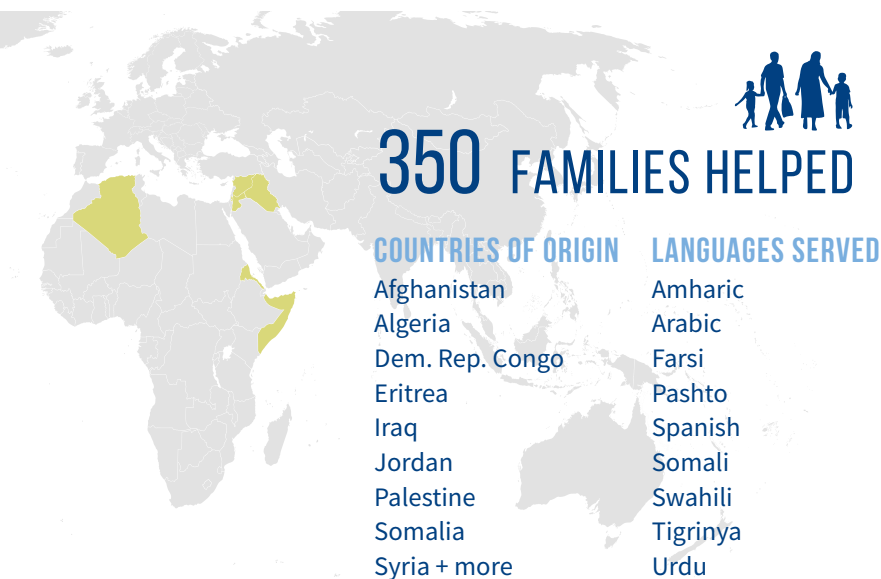 350 FAMILIES HELPED
COUNTRIES OF ORIGIN
Afghanistan
Algeria
Dem. Rep. Congo
Eritrea
Iraq
Jordan
Palestine
Somalia
Syria + more
LANGUAGES SERVED
Amharic
Arabic
Farsi
Pashto
Spanish
Somali
Swahili
Tigrinya
Urdu